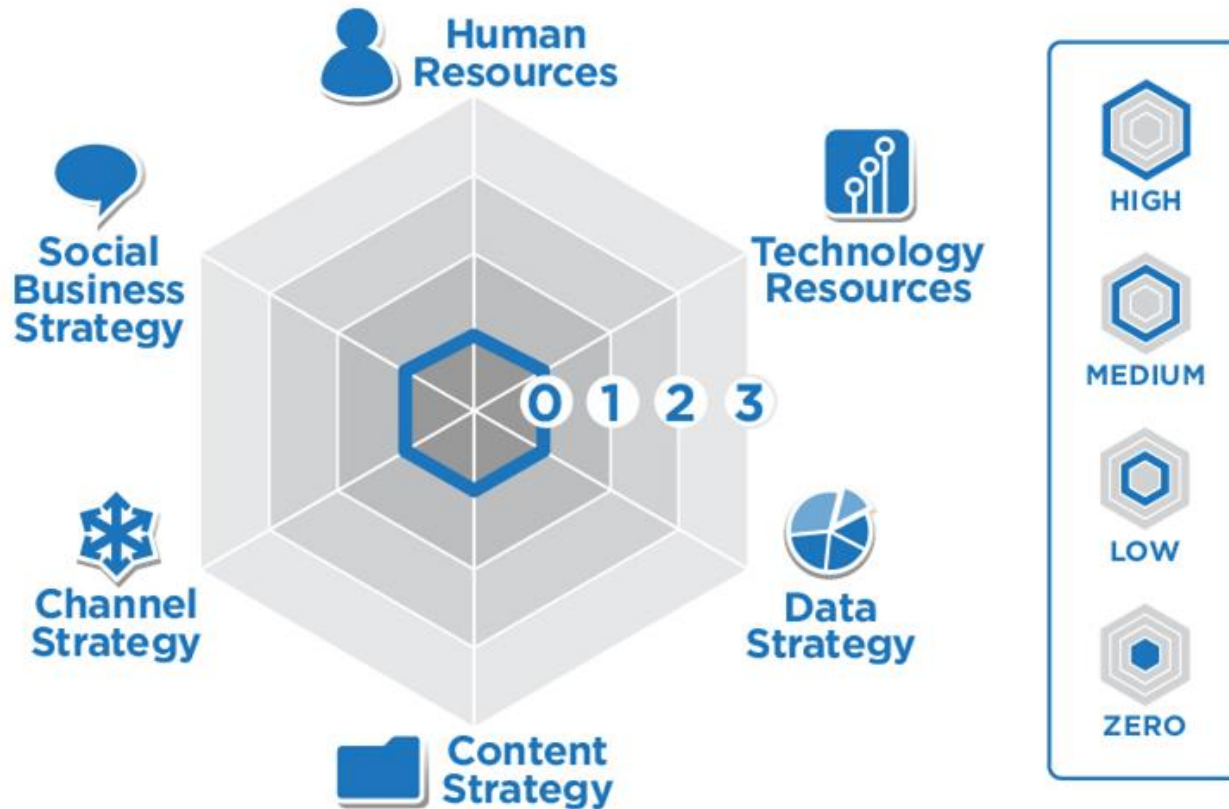 Human
Resources
Technology
Resources
Social
Business
Strategy
0 1 2 3
Channel
Strategy
Data
Strategy
Content
Strategy
HIGH
MEDIUM
LOW
ZERO